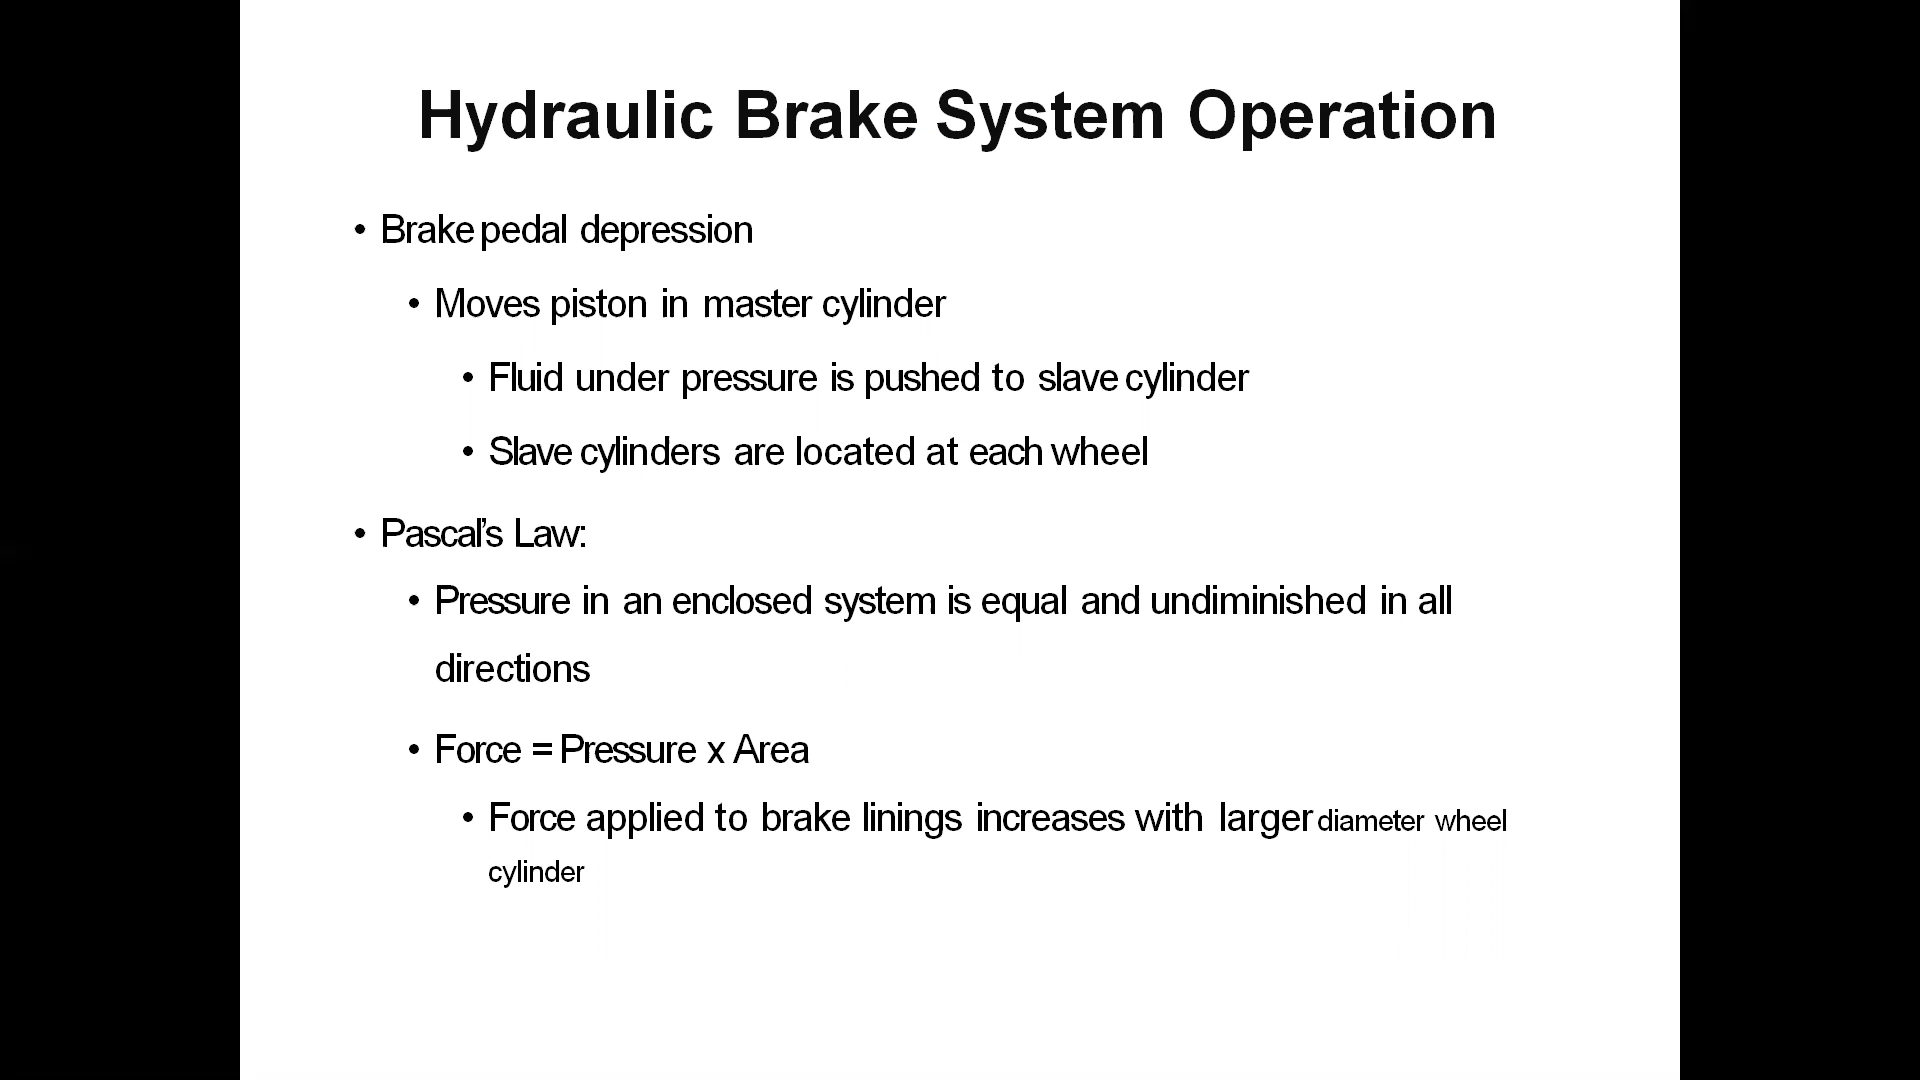 Hydraulic Brake System Operation
• Brake pedal depression
• Moves piston in master cylinder
• Fluid under pressure is pushed to slave cylinder
• Slave cylinders are located at each wheel
• Pascal’s Law:
• Pressure in an enclosed system is equal and undiminished in all
directions
• Force = Pressure x Area
• Force applied to brake linings increases with larger diameter wheel
cylinder